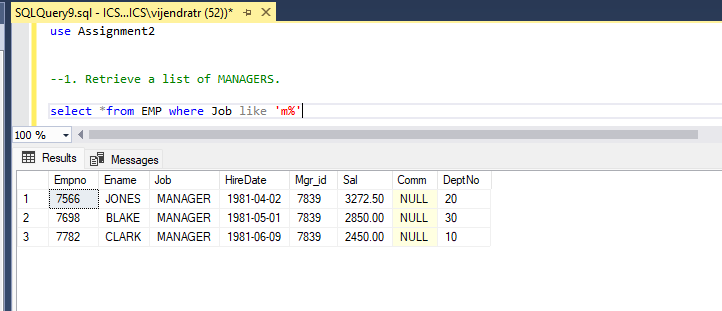 SQLQuery9.sql - ICS...ICS\vijendratr (52))*
use Assignment2
--1. Retrieve a list of MANAGERS.
select *from EMP where Job like 'm%'
100 %
Results Messages
Empno Ename Job HireDate Mgr_id Sal Comm DeptNo
1 7566 JONES MANAGER 1981-04-02 7839 3272.50 NULL 20
2 7698 BLAKE MANAGER 1981-05-01 7839 2850.00 NULL 30
3 7782 CLARK MANAGER 1981-06-09 7839 2450.00 NULL 10